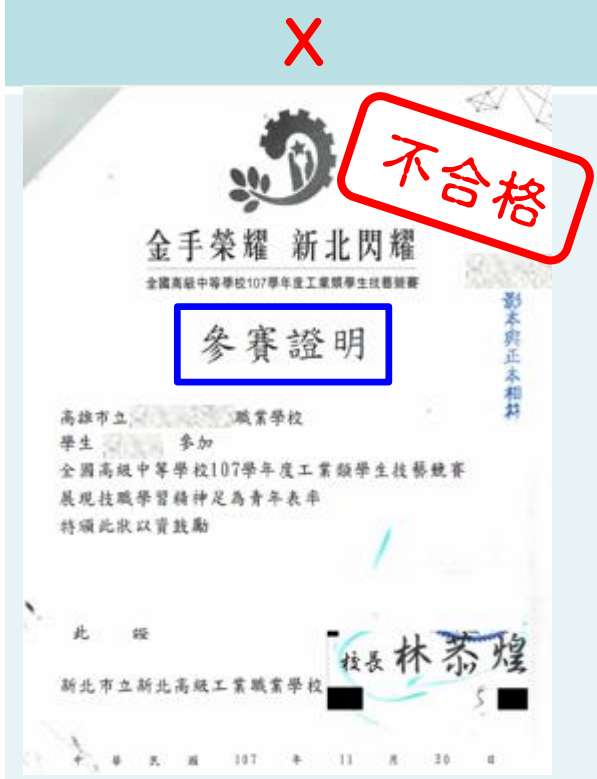 X
不合格
金手榮耀 新北閃耀
全國高級中等學校107學年度工業類學生技藝競賽
參賽證明
影本與正本相符
高雄市立 職業學校
學生 參加
全國高級中等學校107學年度工業類學生技藝競賽
展現技職學習精神足為青年表率
特頒此狀以資鼓勵
此 證
校長 林恭煌
新北市立新北高級工業職業學校
中 華 民 國 107 年 11 月 30 日